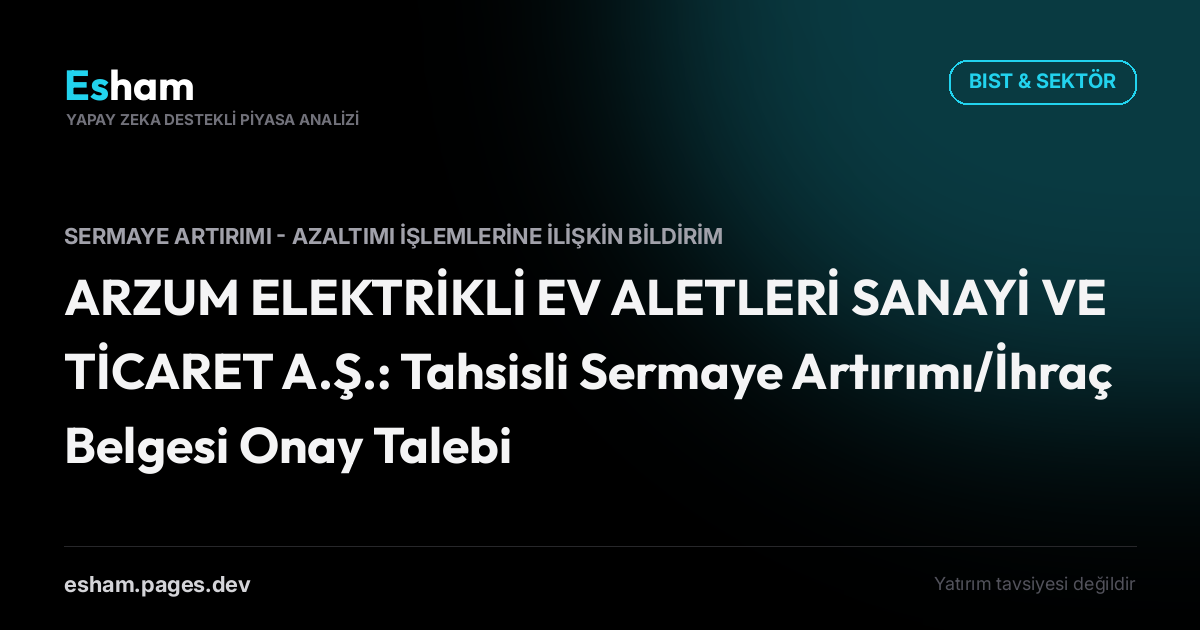 Esham
YAPAY ZEKA DESTEKLİ PİYASA ANALİZİ
BIST & SEKTÖR
SERMAYE ARTIRIMI - AZALTIMI İŞLEMLERİNE İLİŞKİN BİLDİRİM
ARZUM ELEKTRİKLİ EV ALETLERİ SANAYİ VE
TİCARET A.Ş.: Tahsisli Sermaye Artırımı/İhraç
Belgesi Onay Talebi
esham.pages.dev
Yatırım tavsiyesi değildir